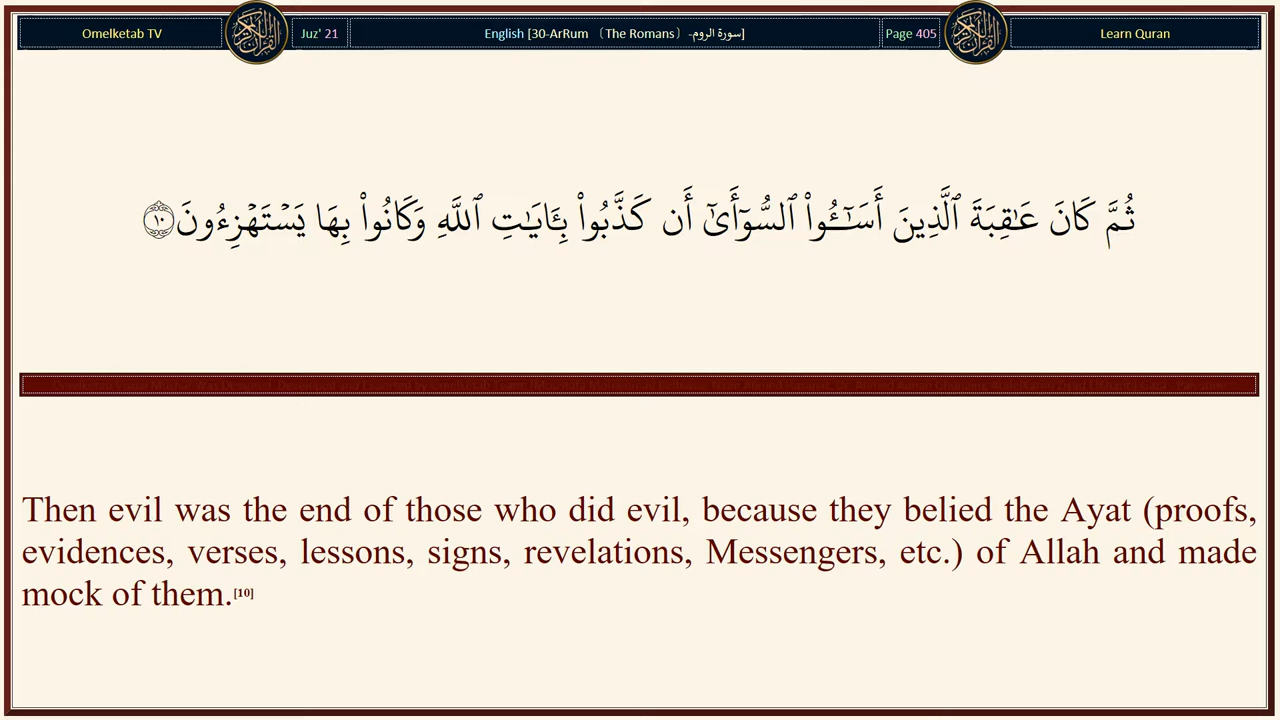 Omelketab TV
Juz' 21
English [30-ArRum 〔The Romans〕-سورة الروم]
Page 405
Learn Quran
ثُمَّ كَانَ عَـٰقِبَةَ ٱلَّذِينَ أَسَـٰٓـُٔوا۟ ٱلسُّوٓأَىٰٓ أَن كَذَّبُوا۟ بِـَٔايَـٰتِ ٱللَّهِ وَكَانُوا۟ بِهَا يَسْتَهْزِءُونَ ١٠
Then evil was the end of those who did evil, because they belied the Ayat (proofs,
evidences, verses, lessons, signs, revelations, Messengers, etc.) of Allah and made
mock of them.[10]